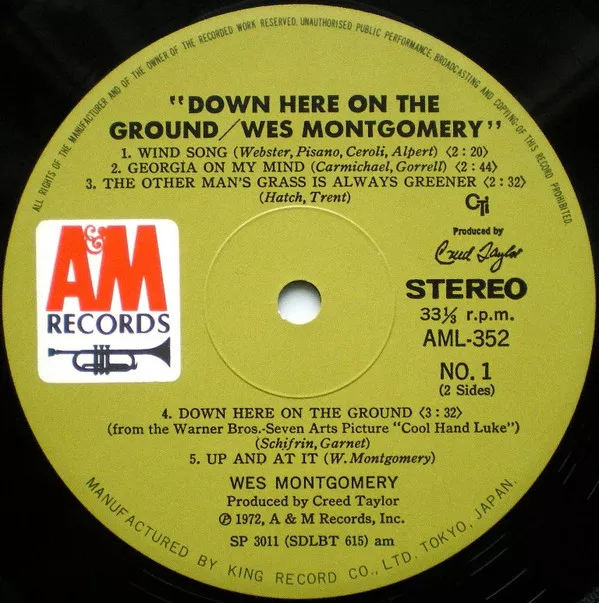 ALL RIGHTS OF THE MANUFACTURER AND OF THE OWNER OF THE RECORDED WORK RESERVED. UNAUTHORISED PUBLIC PERFORMANCE, BROADCASTING AND COPYING OF THIS RECORD PROHIBITED.
"DOWN HERE ON THE
GROUND/WES MONTGOMERY"
1. WIND SONG (Webster, Pisano, Ceroli, Alpert) <2:20>
2. GEORGIA ON MY MIND (Carmichael, Gorrell) <2:44>
3. THE OTHER MAN'S GRASS IS ALWAYS GREENER <2:32>
(Hatch, Trent)
CTi
Produced by
Creed Taylor
A&M
RECORDS
STEREO
33⅓ r.p.m.
AML-352
NO. 1
(2 Sides)
4. DOWN HERE ON THE GROUND <3:32>
(from the Warner Bros.-Seven Arts Picture "Cool Hand Luke")
(Schifrin, Garnet)
5. UP AND AT IT (W. Montgomery)
WES MONTGOMERY
Produced by Creed Taylor
℗ 1972, A & M Records, Inc.
SP 3011 (SDLBT 615) am
MANUFACTURED BY KING RECORD CO., LTD. TOKYO, JAPAN.